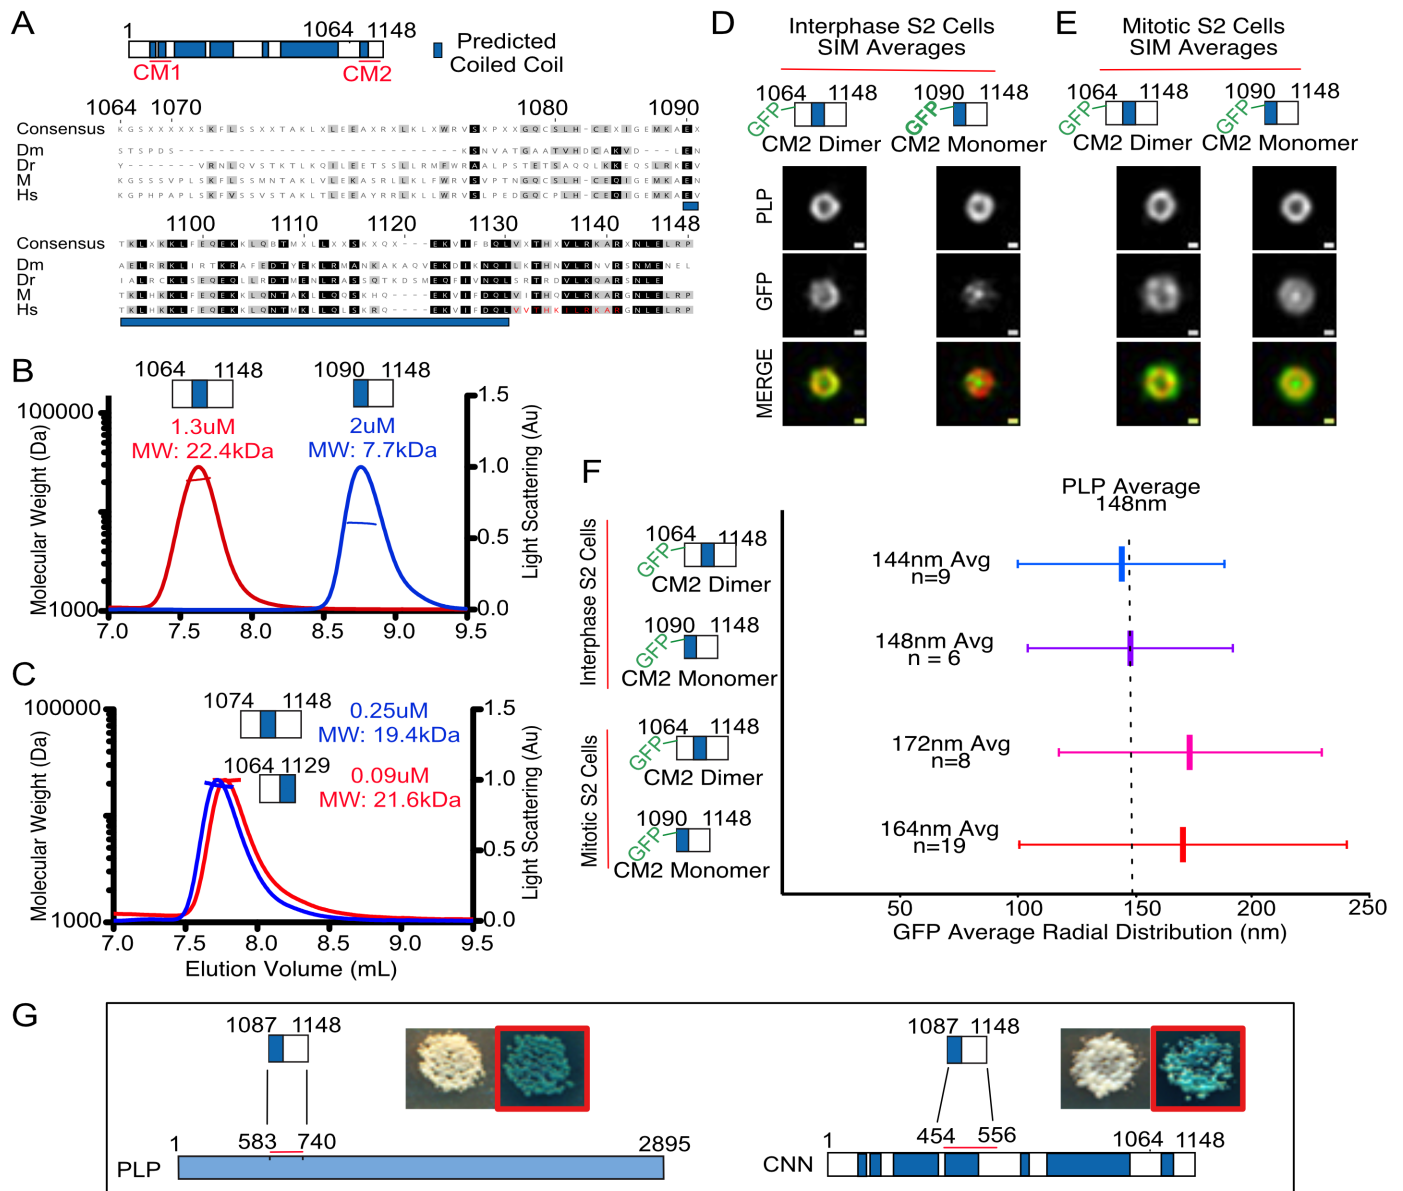 A
1
1064
1148
CM1
CM2
Predicted
Coiled Coil
1064
1070
1080
1090
Consensus
Dm
Dr
M
Hs
1100
1110
1120
1130
1140
1148
Consensus
Dm
Dr
M
Hs
B
1064
1148
1090
1148
1.3uM
MW: 22.4kDa
2uM
MW: 7.7kDa
Molecular Weight (Da)
100000
1000
Light Scattering (Au)
1.5
1.0
0.5
0.0
7.0
7.5
8.0
8.5
9.0
9.5
C
1074
1148
0.25uM
MW: 19.4kDa
1064
1129
0.09uM
MW: 21.6kDa
Molecular Weight (Da)
100000
1000
Light Scattering (Au)
1.5
1.0
0.5
0.0
7.0
7.5
8.0
8.5
9.0
9.5
Elution Volume (mL)
D
Interphase S2 Cells
SIM Averages
1064
1148
GFP
CM2 Dimer
1090
1148
GFP
CM2 Monomer
E
Mitotic S2 Cells
SIM Averages
1064
1148
GFP
CM2 Dimer
1090
1148
GFP
CM2 Monomer
PLP
GFP
MERGE
F
PLP Average
148nm
Interphase S2 Cells
1064
1148
GFP
CM2 Dimer
144nm Avg
n=9
1090
1148
GFP
CM2 Monomer
148nm Avg
n = 6
Mitotic S2 Cells
1064
1148
GFP
CM2 Dimer
172nm Avg
n=8
1090
1148
GFP
CM2 Monomer
164nm Avg
n=19
50
100
150
200
250
GFP Average Radial Distribution (nm)
G
1087
1148
1
583
740
2895
PLP
1087
1148
1
454
556
1064
1148
CNN